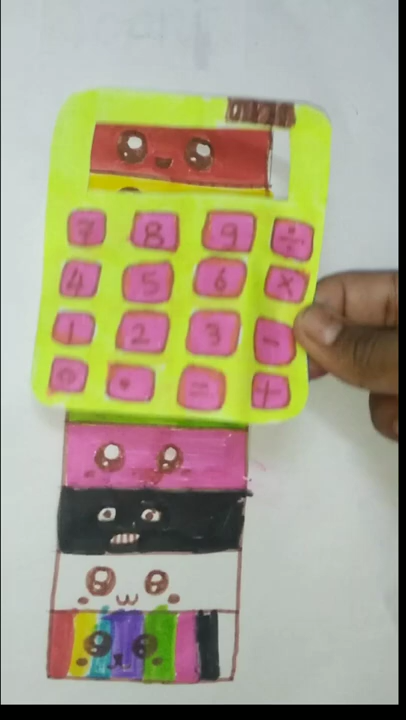 7 8 9 ÷
4 5 6 ×
1 2 3 -
0 • = +